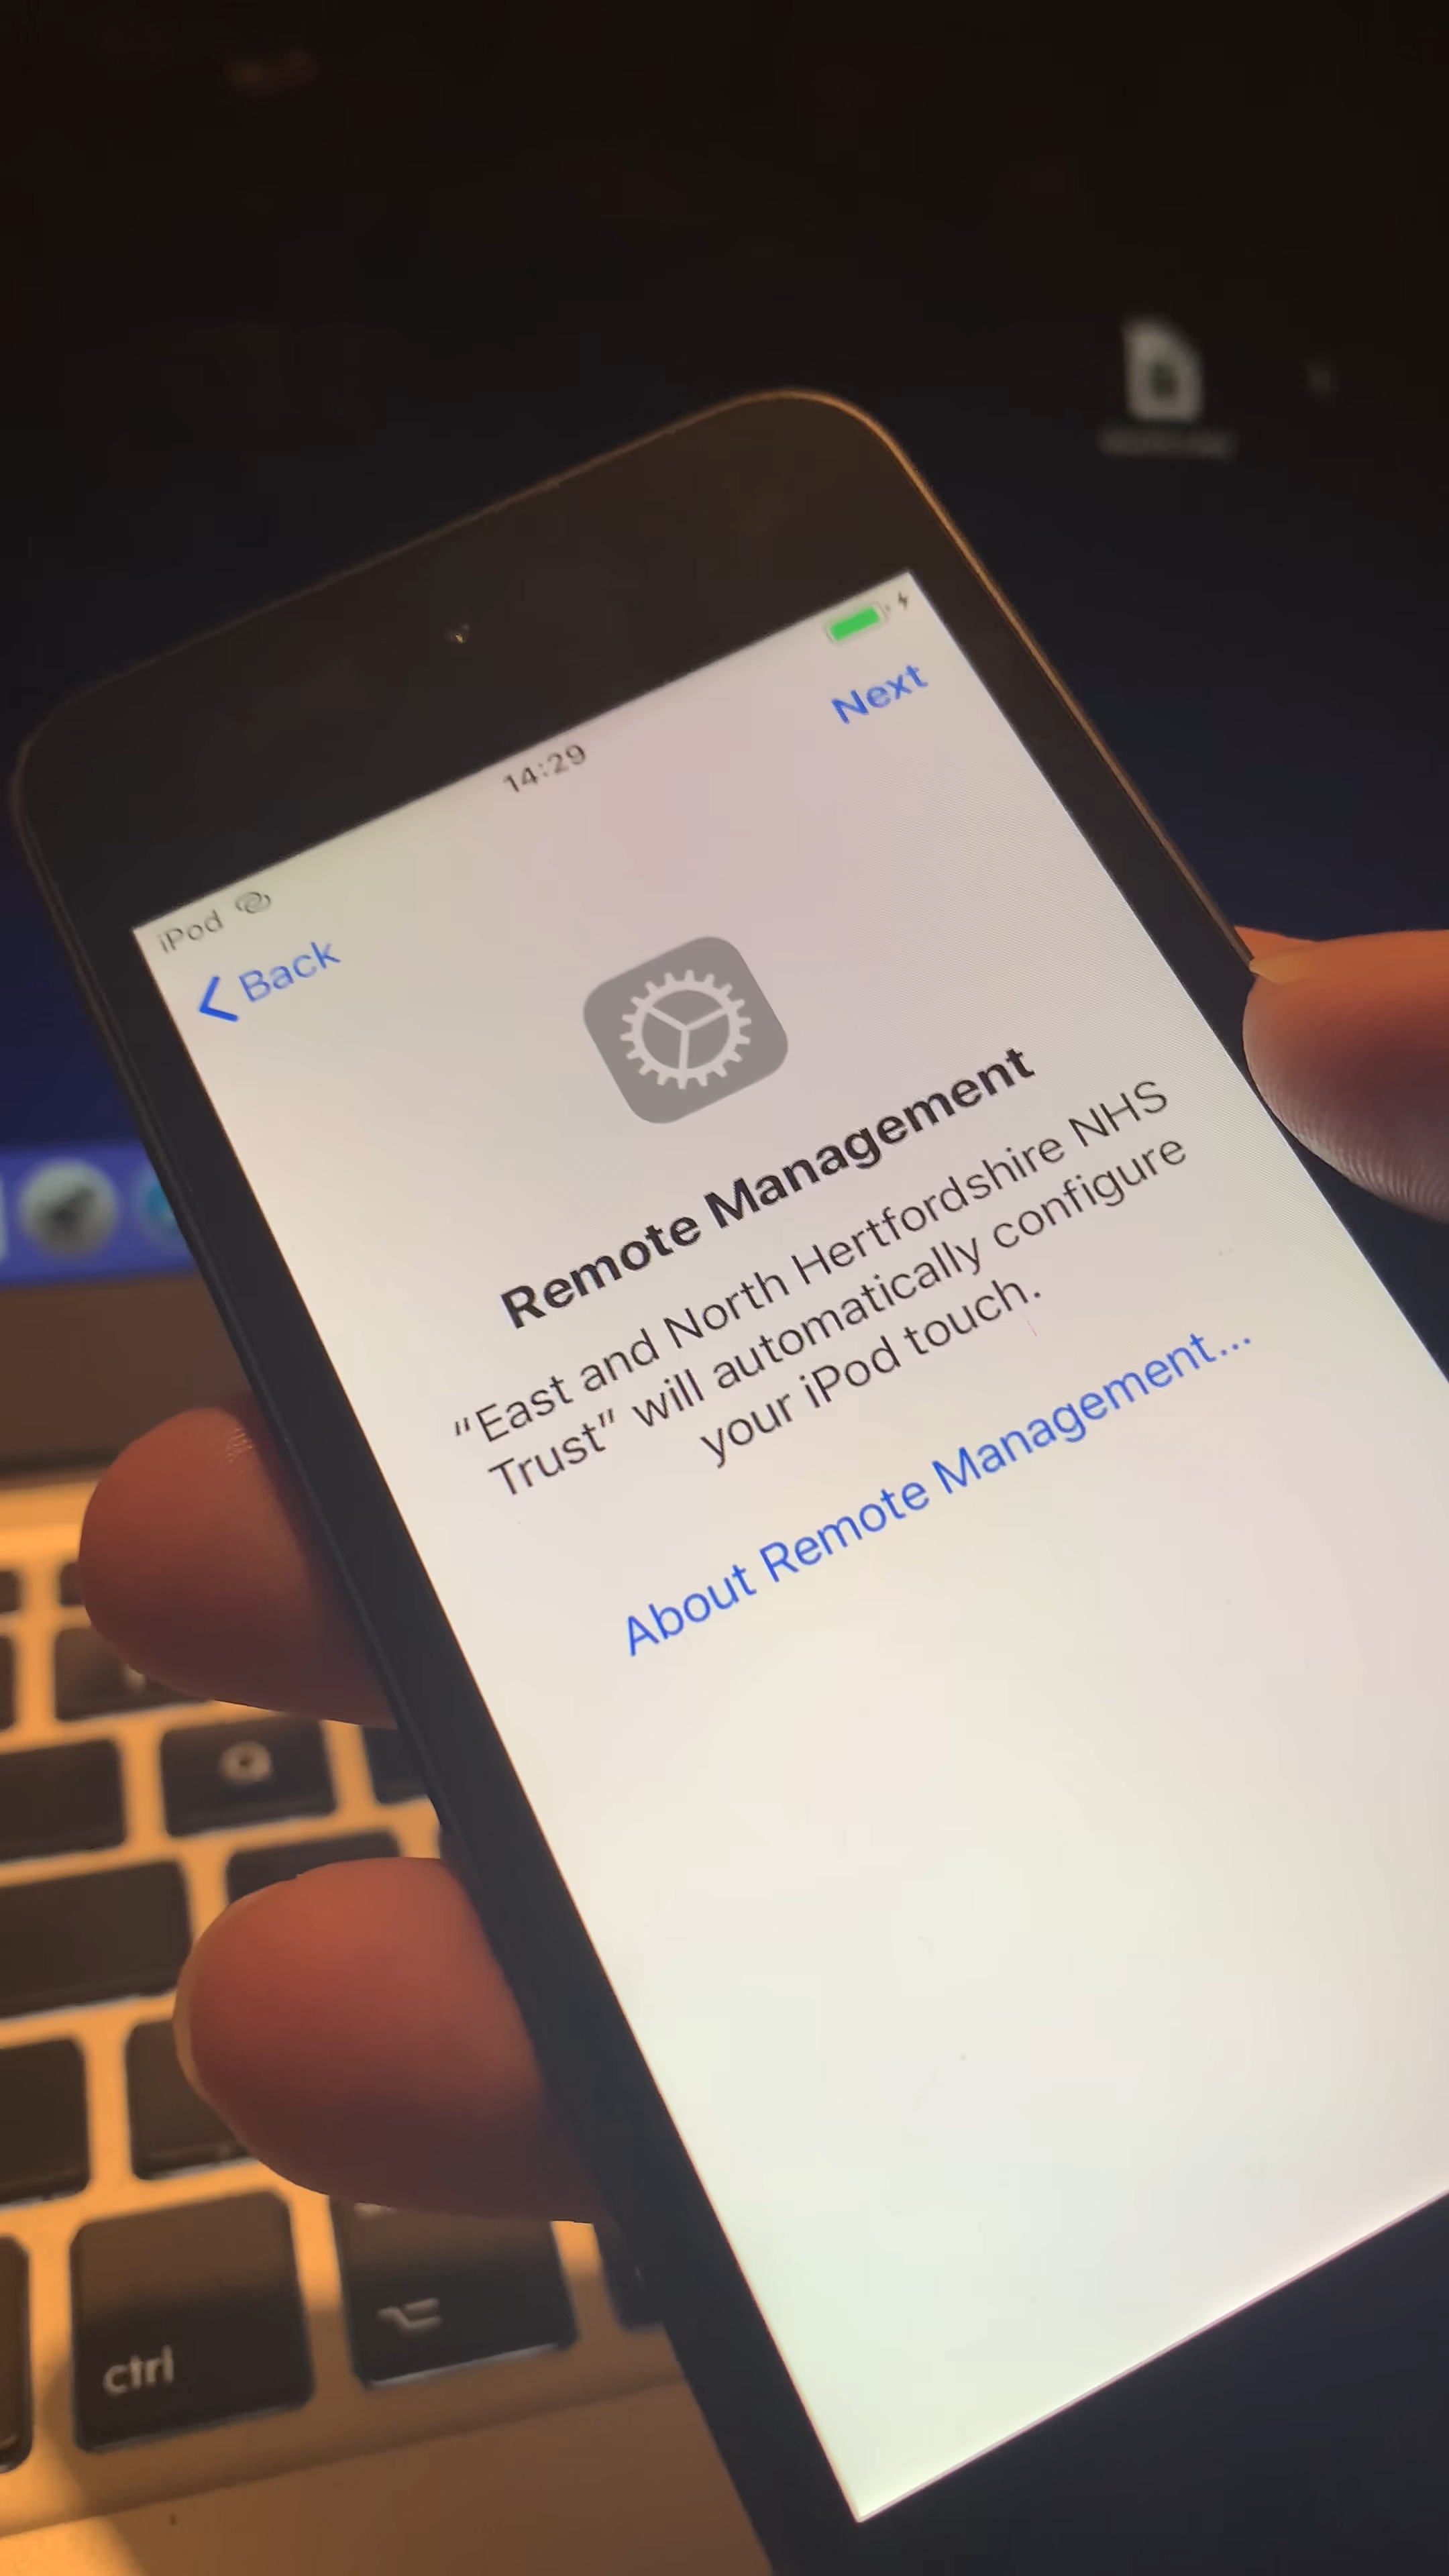 iPod
14:29
Back
Next
Remote Management
“East and North Hertfordshire NHS
Trust” will automatically configure
your iPod touch.
About Remote Management...
Q
ctrl